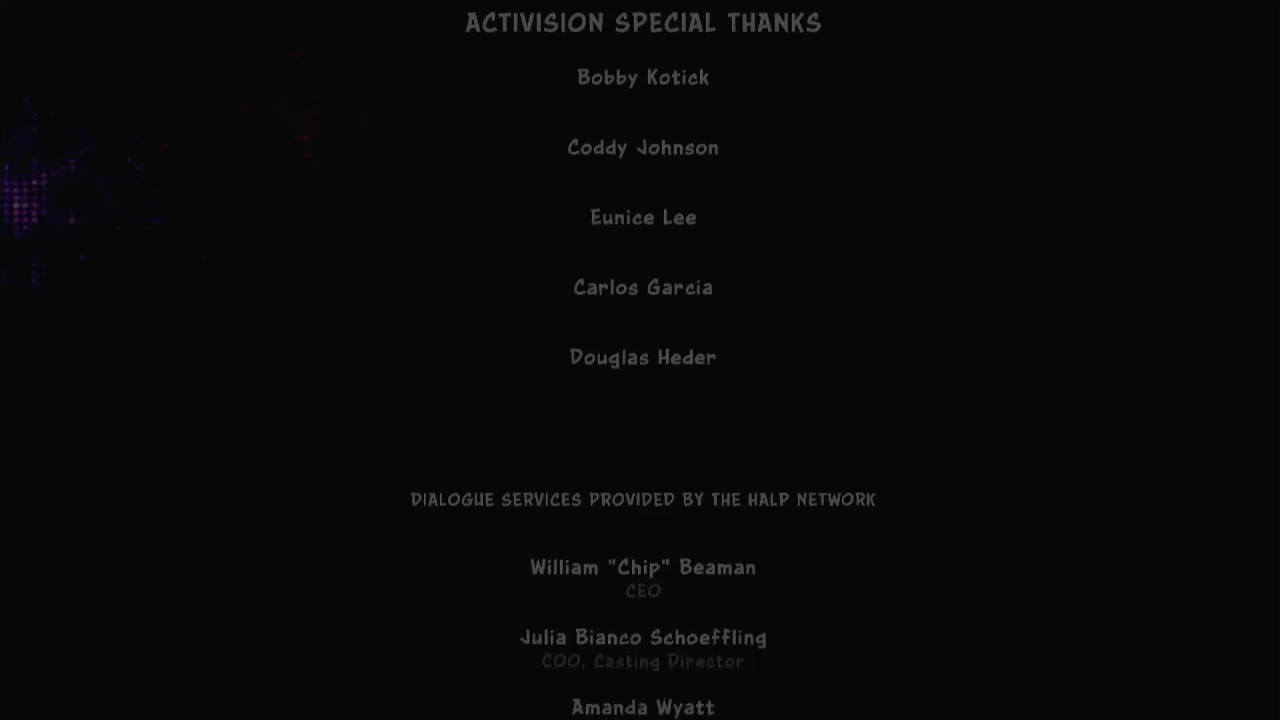 ACTIVISION SPECIAL THANKS
Bobby Kotick
Coddy Johnson
Eunice Lee
Carlos Garcia
Douglas Heder
DIALOGUE SERVICES PROVIDED BY THE HALP NETWORK
William "Chip" Beaman
CEO
Julia Bianco Schoeffling
COO, Casting Director
Amanda Wyatt